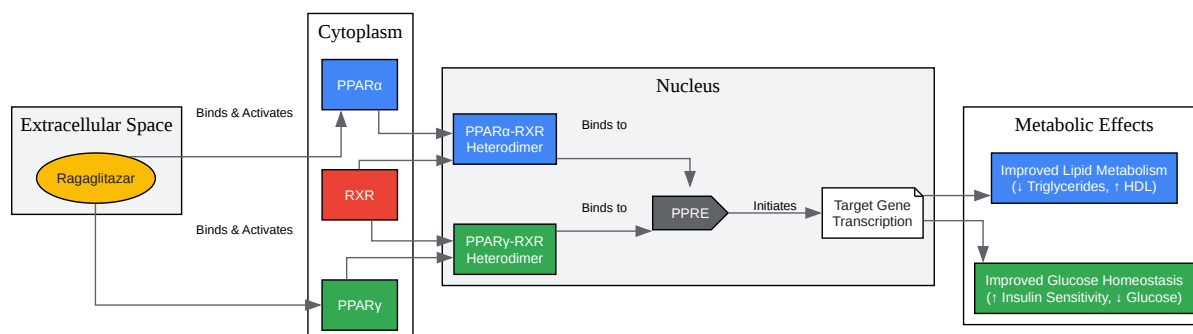 Extracellular Space
Ragaglitazar
Binds & Activates
Binds & Activates
Cytoplasm
PPARα
RXR
PPARγ
Nucleus
PPARα-RXR
Heterodimer
PPARγ-RXR
Heterodimer
Binds to
Binds to
PPRE
Initiates
Target Gene
Transcription
Metabolic Effects
Improved Lipid Metabolism
(↓ Triglycerides, ↑ HDL)
Improved Glucose Homeostasis
(↑ Insulin Sensitivity, ↓ Glucose)